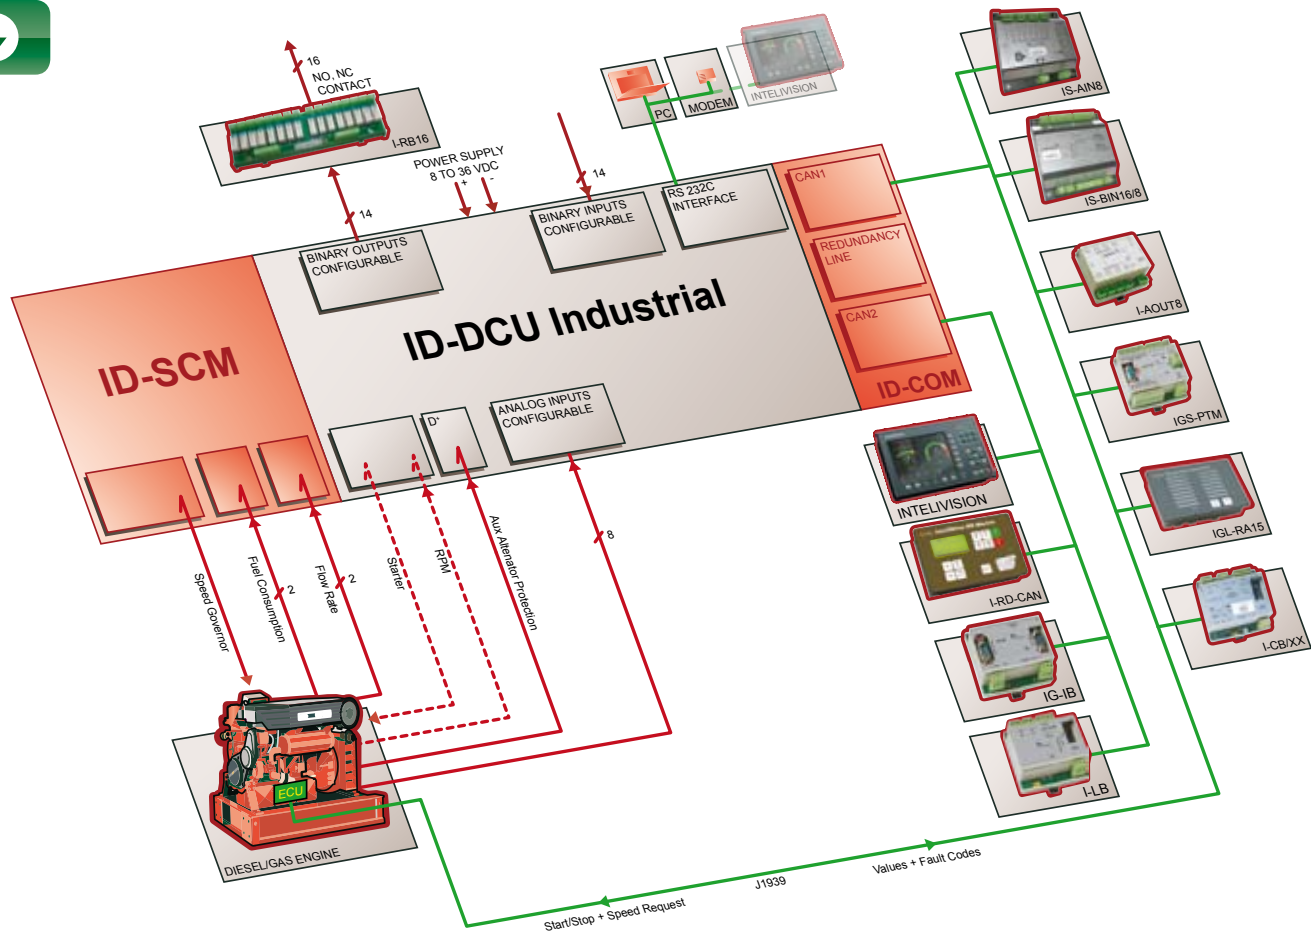 16
NO, NC
CONTACT
I-RB16
14
POWER SUPPLY
8 TO 36 VDC
+ -
14
PC
MODEM
INTELIVISION
IS-AIN8
IS-BIN16/8
I-AOUT8
IGS-PTM
IGL-RA15
I-CB/XX
BINARY OUTPUTS
CONFIGURABLE
BINARY INPUTS
CONFIGURABLE
RS 232C
INTERFACE
CAN1
REDUNDANCY
LINE
CAN2
ID-COM
ID-SCM
ID-DCU Industrial
D+
ANALOG INPUTS
CONFIGURABLE
INTELIVISION
I-RD-CAN
IG-IB
I-LB
Speed Governor
Fuel Consumption
2
Flow Rate
2
Starter
RPM
Aux Altenator Protection
8
ECU
DIESEL/GAS ENGINE
Start/Stop + Speed Request
J1939
Values + Fault Codes